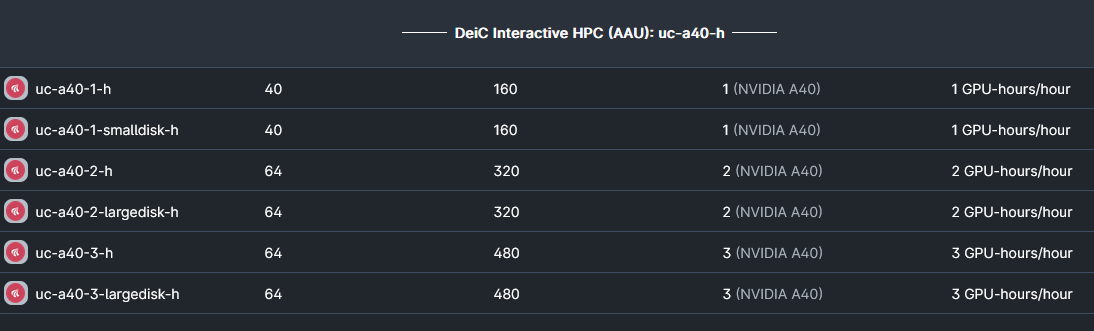 DeiC Interactive HPC (AAU): uc-a40-h
uc-a40-1-h 40 160 1 (NVIDIA A40) 1 GPU-hours/hour
uc-a40-1-smalldisk-h 40 160 1 (NVIDIA A40) 1 GPU-hours/hour
uc-a40-2-h 64 320 2 (NVIDIA A40) 2 GPU-hours/hour
uc-a40-2-largedisk-h 64 320 2 (NVIDIA A40) 2 GPU-hours/hour
uc-a40-3-h 64 480 3 (NVIDIA A40) 3 GPU-hours/hour
uc-a40-3-largedisk-h 64 480 3 (NVIDIA A40) 3 GPU-hours/hour